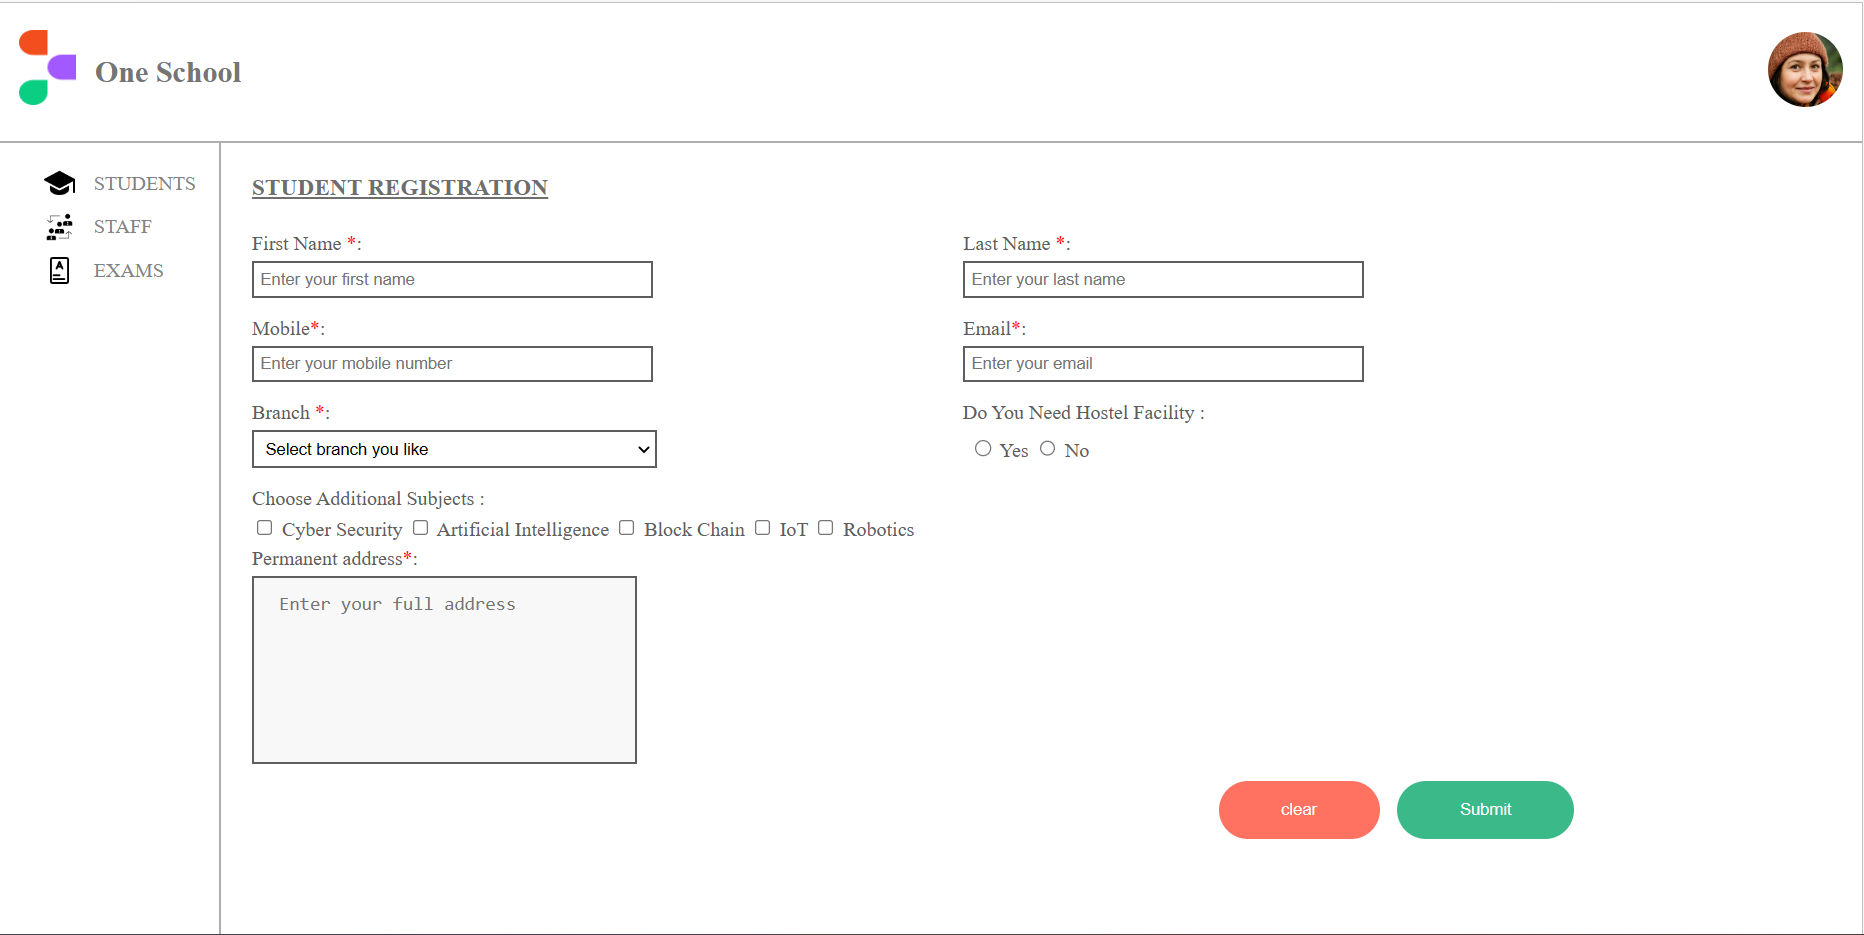 One School
STUDENTS
STAFF
EXAMS
STUDENT REGISTRATION
First Name *:
Enter your first name
Last Name *:
Enter your last name
Mobile*:
Enter your mobile number
Email*:
Enter your email
Branch *:
Select branch you like
Do You Need Hostel Facility :
Yes No
Choose Additional Subjects :
Cyber Security Artificial Intelligence Block Chain IoT Robotics
Permanent address*:
Enter your full address
clear
Submit